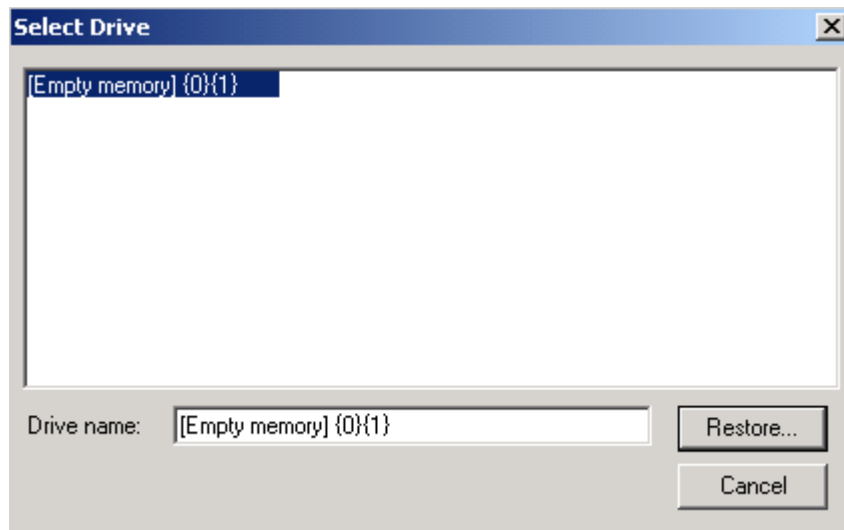 Select Drive
[Empty memory] {0}{1}
Drive name: [Empty memory] {0}{1} Restore...
Cancel